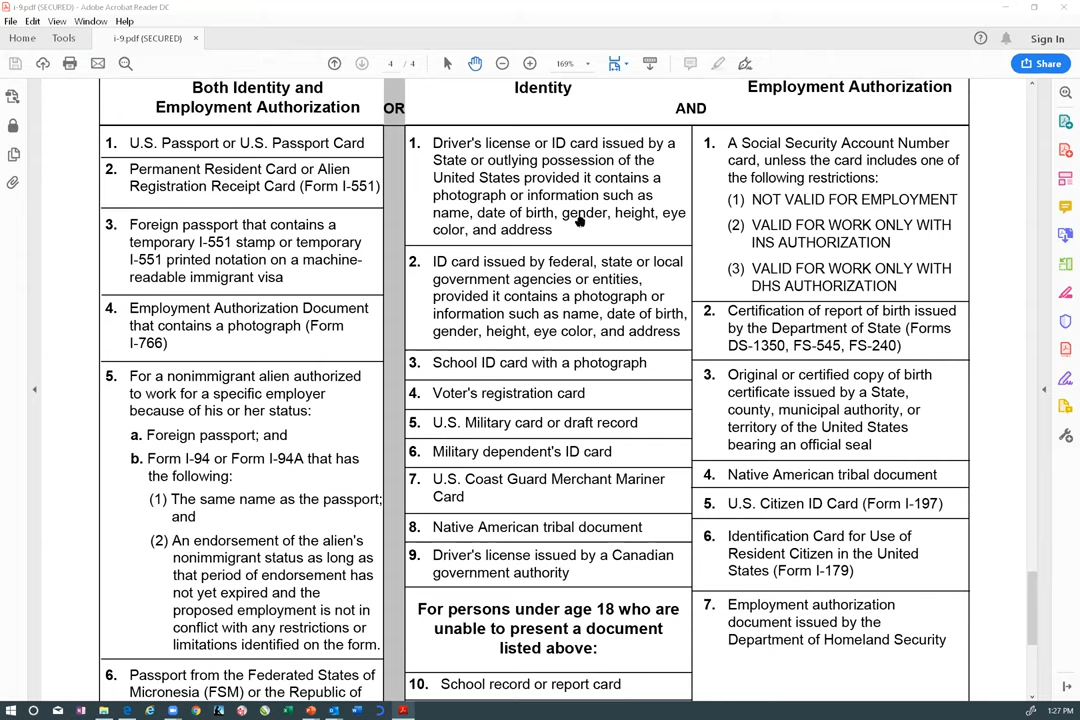 i-9.pdf (SECURED) - Adobe Acrobat Reader DC
File Edit View Window Help
Home Tools i-9.pdf (SECURED) × Sign In
4 / 4 169% Share
Both Identity and
Employment Authorization
OR
Identity
AND
Employment Authorization
1. U.S. Passport or U.S. Passport Card
2. Permanent Resident Card or Alien
Registration Receipt Card (Form I-551)
3. Foreign passport that contains a
temporary I-551 stamp or temporary
I-551 printed notation on a machine-
readable immigrant visa
4. Employment Authorization Document
that contains a photograph (Form
I-766)
5. For a nonimmigrant alien authorized
to work for a specific employer
because of his or her status:
a. Foreign passport; and
b. Form I-94 or Form I-94A that has
the following:
(1) The same name as the passport;
and
(2) An endorsement of the alien's
nonimmigrant status as long as
that period of endorsement has
not yet expired and the
proposed employment is not in
conflict with any restrictions or
limitations identified on the form.
6. Passport from the Federated States of
Micronesia (FSM) or the Republic of
1. Driver's license or ID card issued by a
State or outlying possession of the
United States provided it contains a
photograph or information such as
name, date of birth, gender, height, eye
color, and address
2. ID card issued by federal, state or local
government agencies or entities,
provided it contains a photograph or
information such as name, date of birth,
gender, height, eye color, and address
3. School ID card with a photograph
4. Voter's registration card
5. U.S. Military card or draft record
6. Military dependent's ID card
7. U.S. Coast Guard Merchant Mariner
Card
8. Native American tribal document
9. Driver's license issued by a Canadian
government authority
For persons under age 18 who are
unable to present a document
listed above:
10. School record or report card
1. A Social Security Account Number
card, unless the card includes one of
the following restrictions:
(1) NOT VALID FOR EMPLOYMENT
(2) VALID FOR WORK ONLY WITH
INS AUTHORIZATION
(3) VALID FOR WORK ONLY WITH
DHS AUTHORIZATION
2. Certification of report of birth issued
by the Department of State (Forms
DS-1350, FS-545, FS-240)
3. Original or certified copy of birth
certificate issued by a State,
county, municipal authority, or
territory of the United States
bearing an official seal
4. Native American tribal document
5. U.S. Citizen ID Card (Form I-197)
6. Identification Card for Use of
Resident Citizen in the United
States (Form I-179)
7. Employment authorization
document issued by the
Department of Homeland Security
1:27 PM